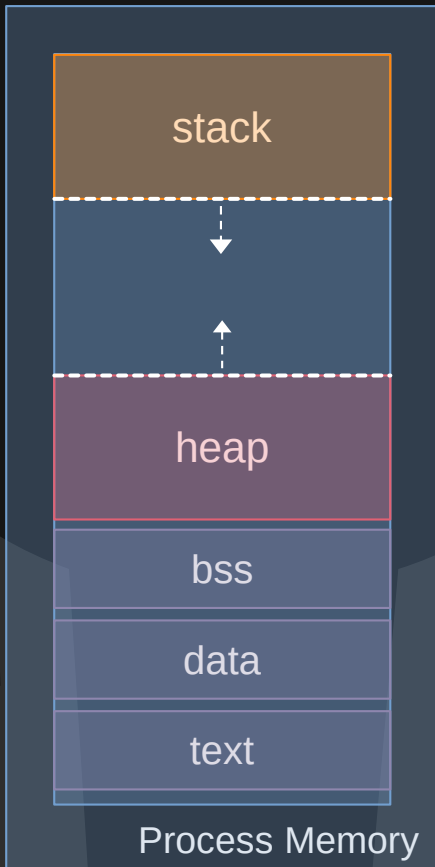 stack
heap
bss
data
text
Process Memory